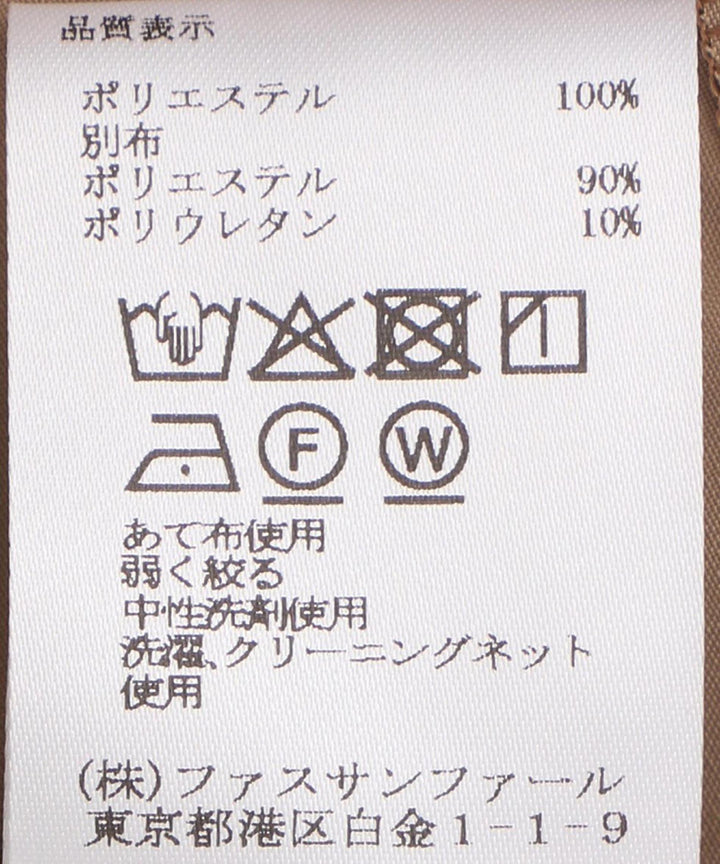 品質表示
ポリエステル 100%
別布
ポリエステル 90%
ポリウレタン 10%
F W
あて布使用
弱く絞る
中性洗剤使用
洗濯、クリーニングネット
使用
(株)ファスサンファール
東京都港区白金1-1-9